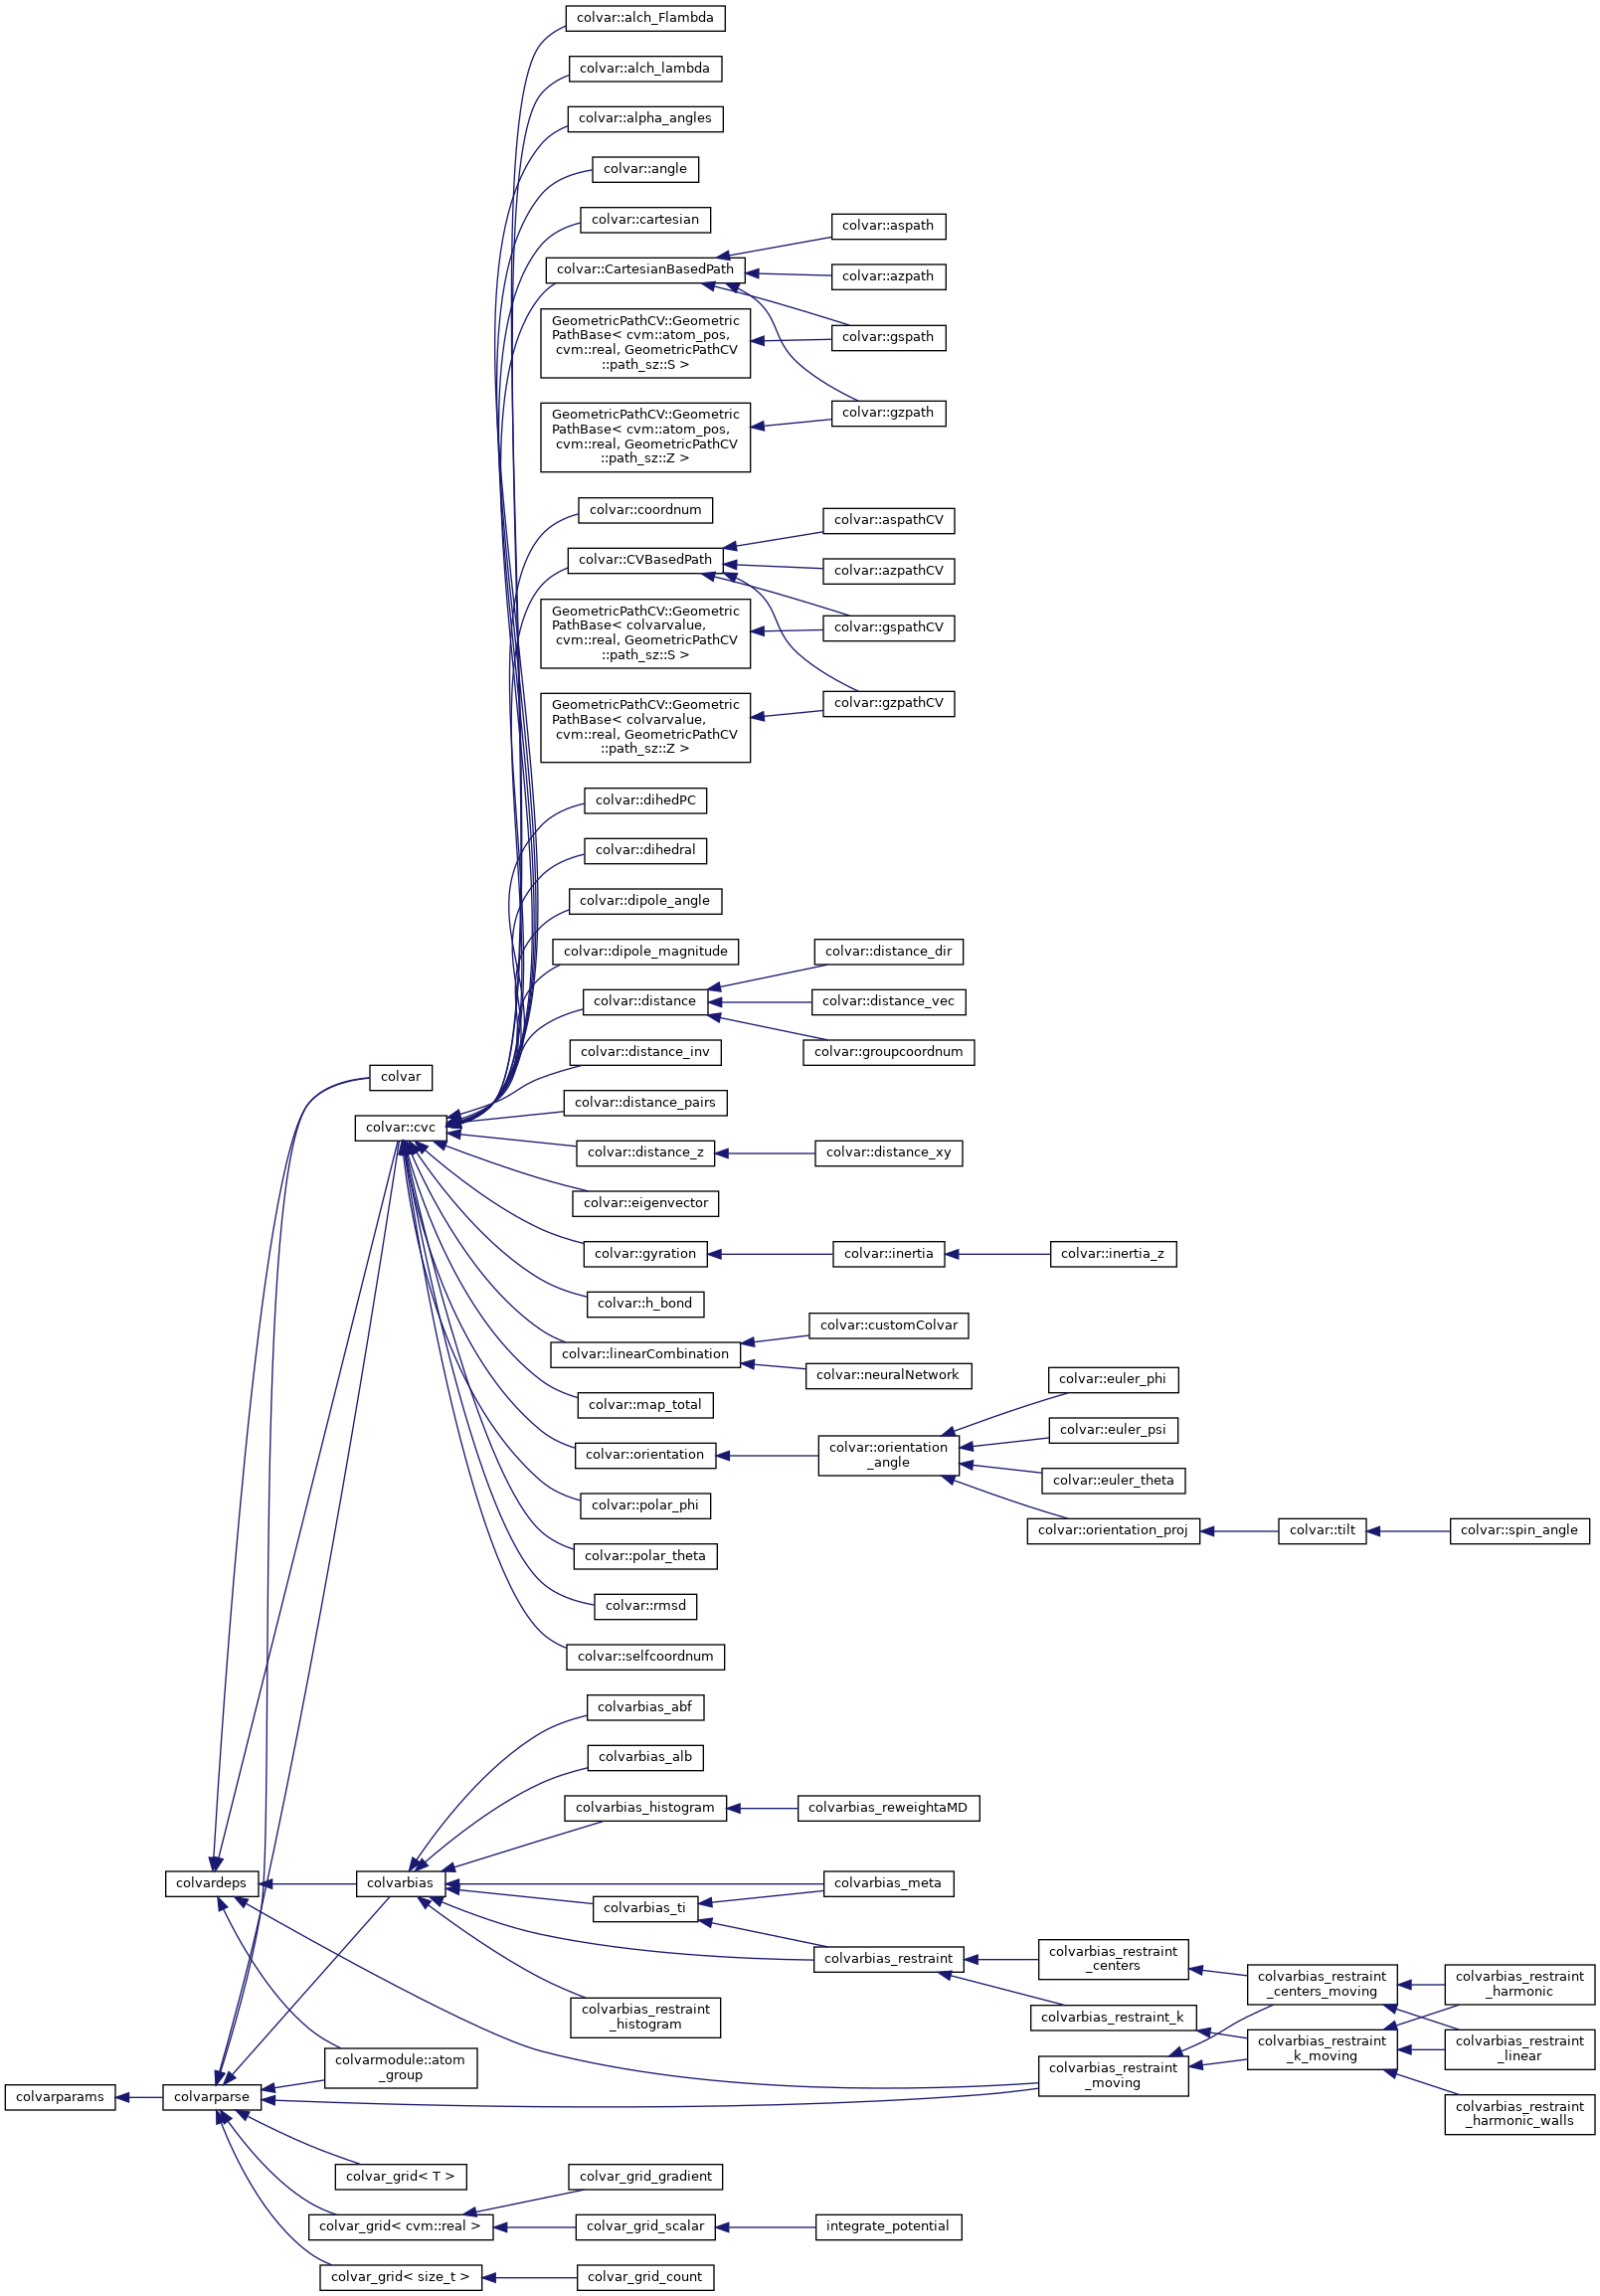 colvar::alch_Flambda
colvar::alch_lambda
colvar::alpha_angles
colvar::angle
colvar::cartesian
colvar::aspath
colvar::CartesianBasedPath
colvar::azpath
GeometricPathCV::Geometric
PathBase< cvm::atom_pos,
cvm::real, GeometricPathCV
::path_sz::S >
colvar::gspath
GeometricPathCV::Geometric
PathBase< cvm::atom_pos,
cvm::real, GeometricPathCV
::path_sz::Z >
colvar::gzpath
colvar::coordnum
colvar::aspathCV
colvar::CVBasedPath
colvar::azpathCV
GeometricPathCV::Geometric
PathBase< colvarvalue,
cvm::real, GeometricPathCV
::path_sz::S >
colvar::gspathCV
GeometricPathCV::Geometric
PathBase< colvarvalue,
cvm::real, GeometricPathCV
::path_sz::Z >
colvar::gzpathCV
colvar::dihedPC
colvar::dihedral
colvar::dipole_angle
colvar::dipole_magnitude
colvar::distance_dir
colvar::distance
colvar::distance_vec
colvar::distance_inv
colvar::groupcoordnum
colvar
colvar::distance_pairs
colvar::cvc
colvar::distance_z
colvar::distance_xy
colvar::eigenvector
colvar::gyration
colvar::inertia
colvar::inertia_z
colvar::h_bond
colvar::customColvar
colvar::linearCombination
colvar::neuralNetwork
colvar::euler_phi
colvar::map_total
colvar::euler_psi
colvar::orientation
colvar::orientation
_angle
colvar::euler_theta
colvar::polar_phi
colvar::orientation_proj
colvar::tilt
colvar::spin_angle
colvar::polar_theta
colvar::rmsd
colvar::selfcoordnum
colvarbias_abf
colvarbias_alb
colvarbias_histogram
colvarbias_reweightaMD
colvardeps
colvarbias
colvarbias_meta
colvarbias_ti
colvarbias_restraint
colvarbias_restraint
_centers
colvarbias_restraint
_centers_moving
colvarbias_restraint
_harmonic
colvarbias_restraint
_histogram
colvarbias_restraint_k
colvarbias_restraint
_k_moving
colvarbias_restraint
_linear
colvarmodule::atom
_group
colvarbias_restraint
_moving
colvarparams
colvarparse
colvarbias_restraint
_harmonic_walls
colvar_grid< T >
colvar_grid_gradient
colvar_grid< cvm::real >
colvar_grid_scalar
integrate_potential
colvar_grid< size_t >
colvar_grid_count